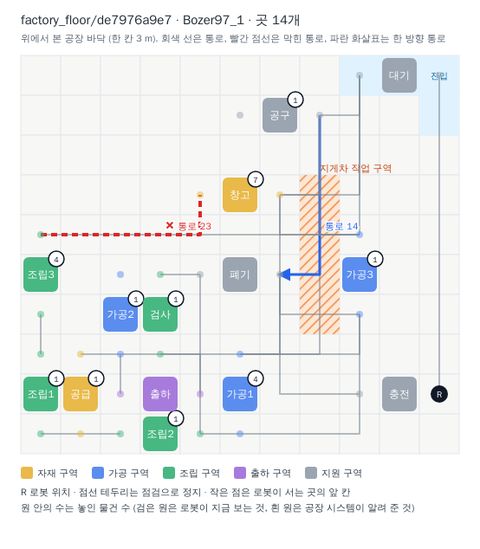 factory_floor/de7976a9e7 · Bozer97_1 · 곳 14개
위에서 본 공장 바닥 (한 칸 3 m). 회색 선은 통로, 빨간 점선은 막힌 통로, 파란 화살표는 한 방향 통로
대기
전립
공구
1
지게차 작업 구역
창고
7
통로 23
통로 14
조립3
4
폐기
가공3
1
가공2
1
검사
1
조립1
1
공급
1
출하
가공1
4
충전
R
조립2
1
자재 구역
가공 구역
조립 구역
출하 구역
지원 구역
R 로봇 위치 · 점선 테두리는 점검으로 정지 · 작은 점은 로봇이 서는 곳의 앞 칸
원 안의 수는 놓인 물건 수 (검은 원은 로봇이 지금 보는 것, 흰 원은 공장 시스템이 알려 준 것)